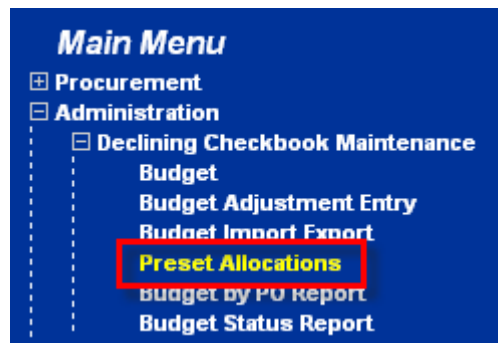 Main Menu
Procurement
Administration
Declining Checkbook Maintenance
Budget
Budget Adjustment Entry
Budget Import Export
Preset Allocations
Budget by PO Report
Budget Status Report